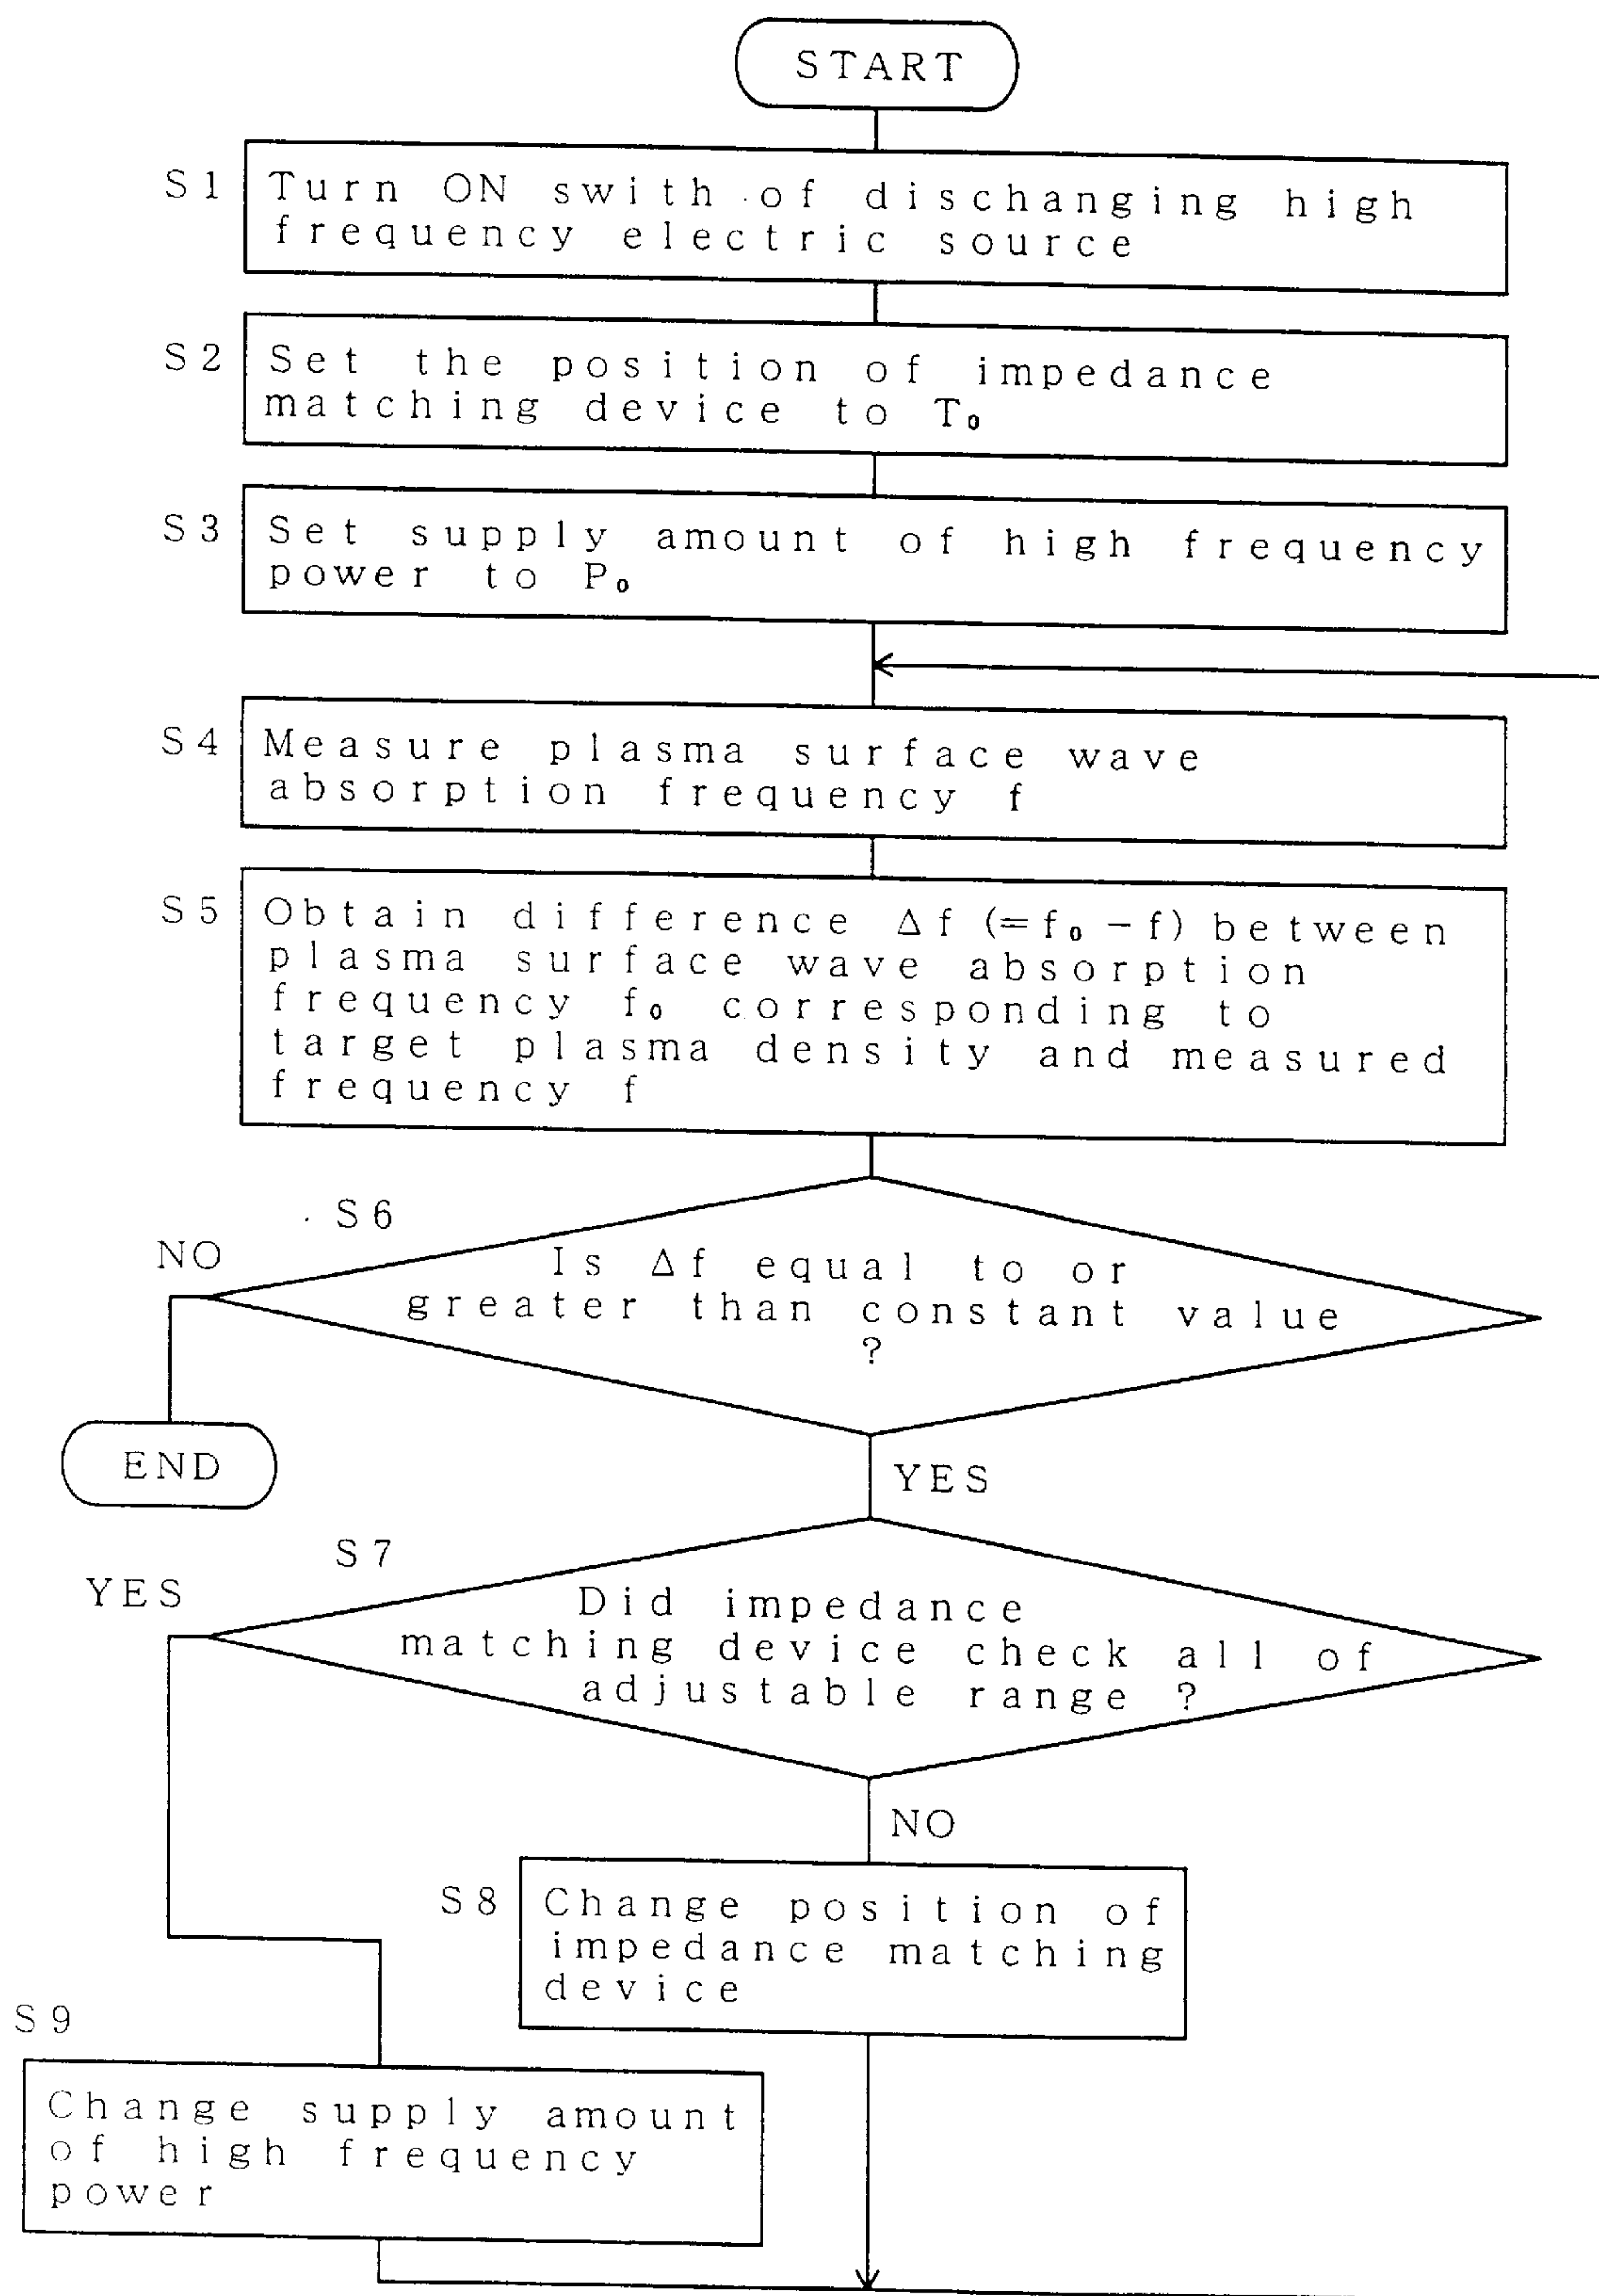 START
S1
Turn ON swith of dischanging high
frequency electric source
S2
Set the position of impedance
matching device to T₀
S3
Set supply amount of high frequency
power to P₀
S4
Measure plasma surface wave
absorption frequency f
S5
Obtain difference Δf (=f₀ −f) between
plasma surface wave absorption
frequency f₀ corresponding to
target plasma density and measured
frequency f
S6
NO
Is Δf equal to or
greater than constant value
?
END
YES
S7
YES
Did impedance
matching device check all of
adjustable range ?
NO
S8
Change position of
impedance matching
device
S9
Change supply amount
of high frequency
power